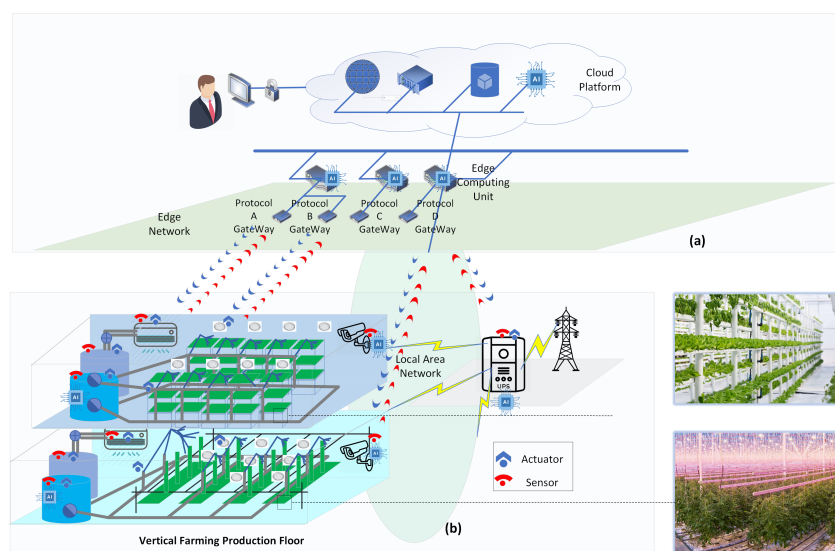 Cloud
Platform
AI
Edge
Computing
Unit
AI
AI
AI
Protocol
A
GateWay
Protocol
B
GateWay
Protocol
C
GateWay
Protocol
D
GateWay
Edge
Network
(a)
AI
Local Area
Network
UPS
AI
AI
AI
AI
Actuator
Sensor
(b)
Vertical Farming Production Floor